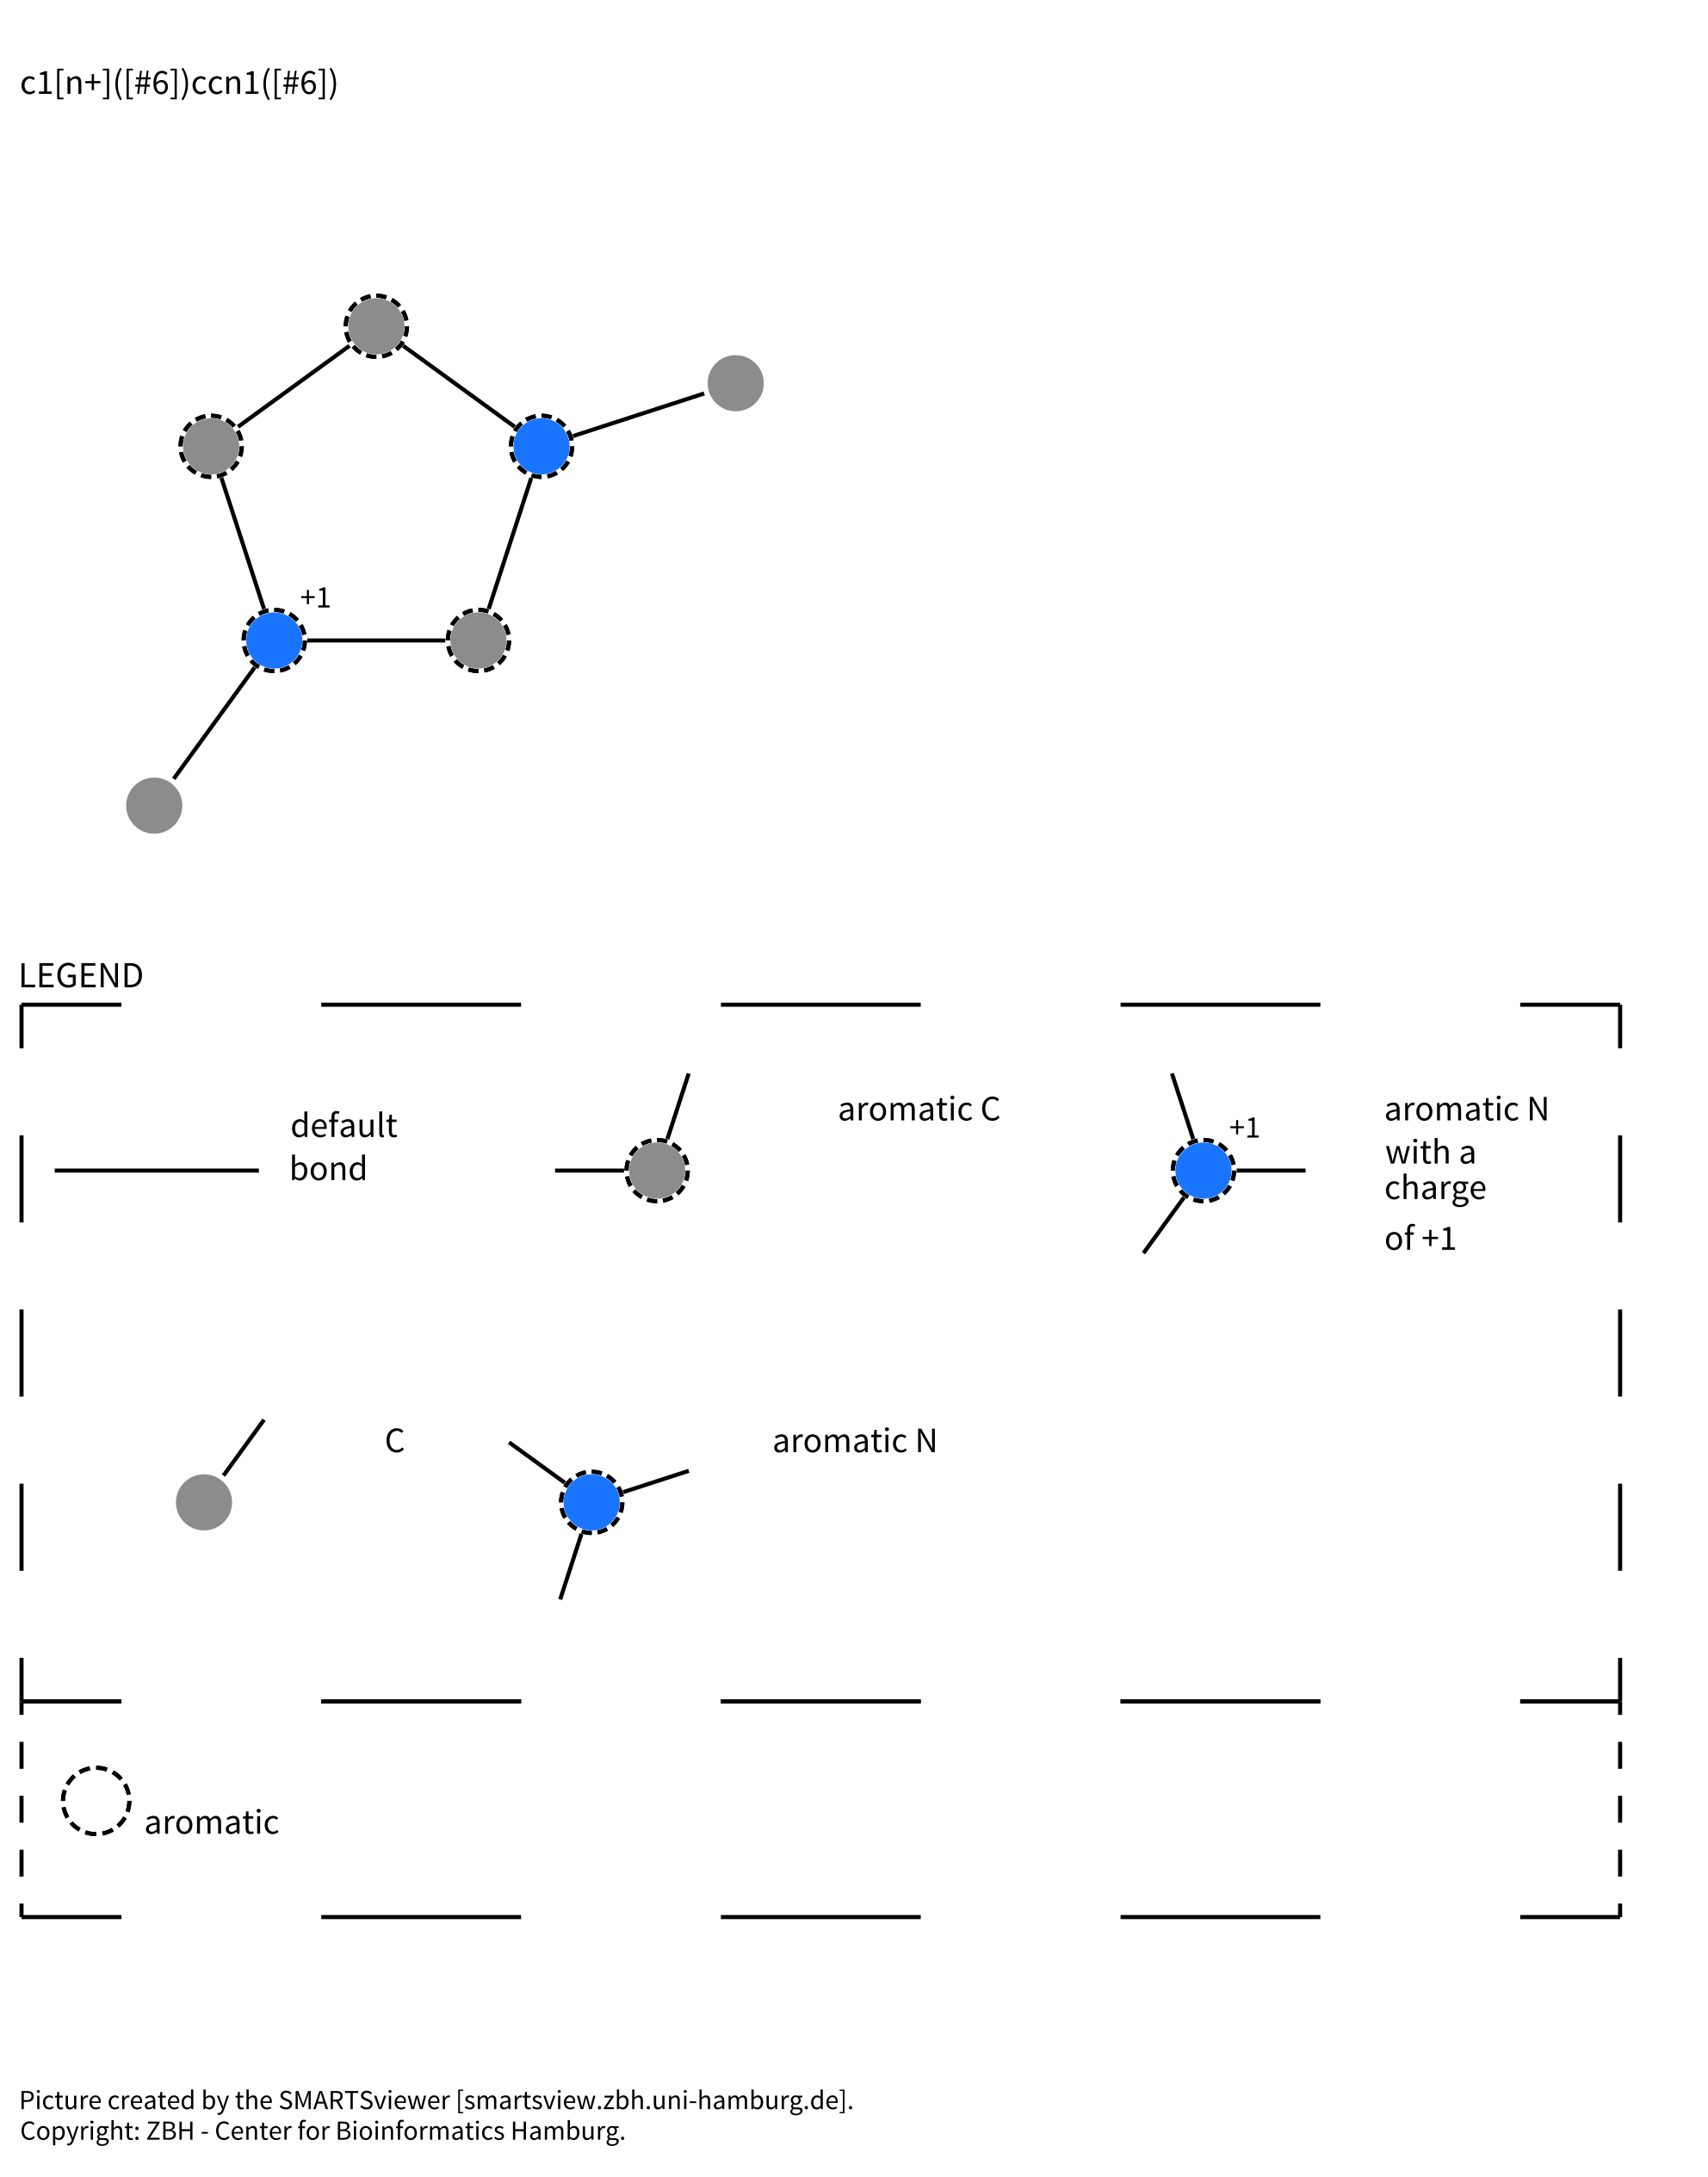 c1[n+]([#6])ccn1([#6])
+1
LEGEND
default
bond
aromatic C
+1
aromatic N
with a
charge
of +1
C
aromatic N
aromatic
Picture created by the SMARTSviewer [smartsview.zbh.uni-hamburg.de].
Copyright: ZBH - Center for Bioinformatics Hamburg.